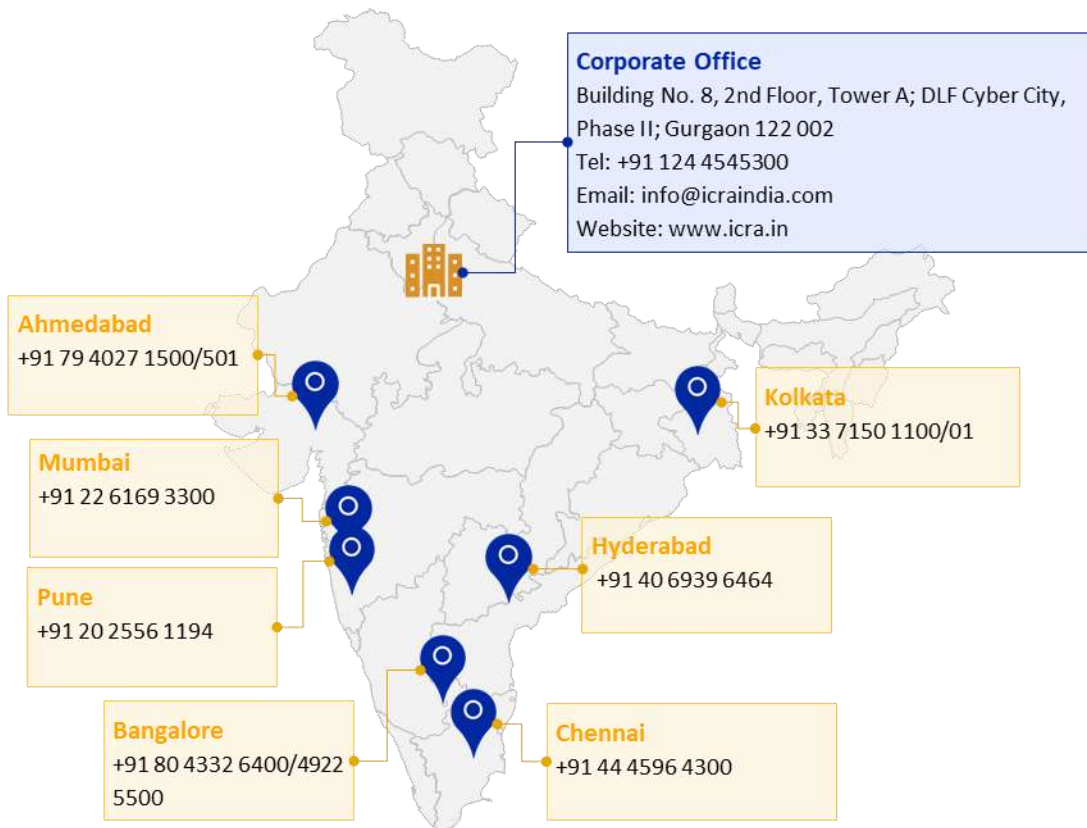 Corporate Office
Building No. 8, 2nd Floor, Tower A; DLF Cyber City,
Phase II; Gurgaon 122 002
Tel: +91 124 4545300
Email: info@icraindia.com
Website: www.icra.in
Ahmedabad
+91 79 4027 1500/501
Kolkata
+91 33 7150 1100/01
Mumbai
+91 22 6169 3300
Hyderabad
+91 40 6939 6464
Pune
+91 20 2556 1194
Bangalore
+91 80 4332 6400/4922
5500
Chennai
+91 44 4596 4300